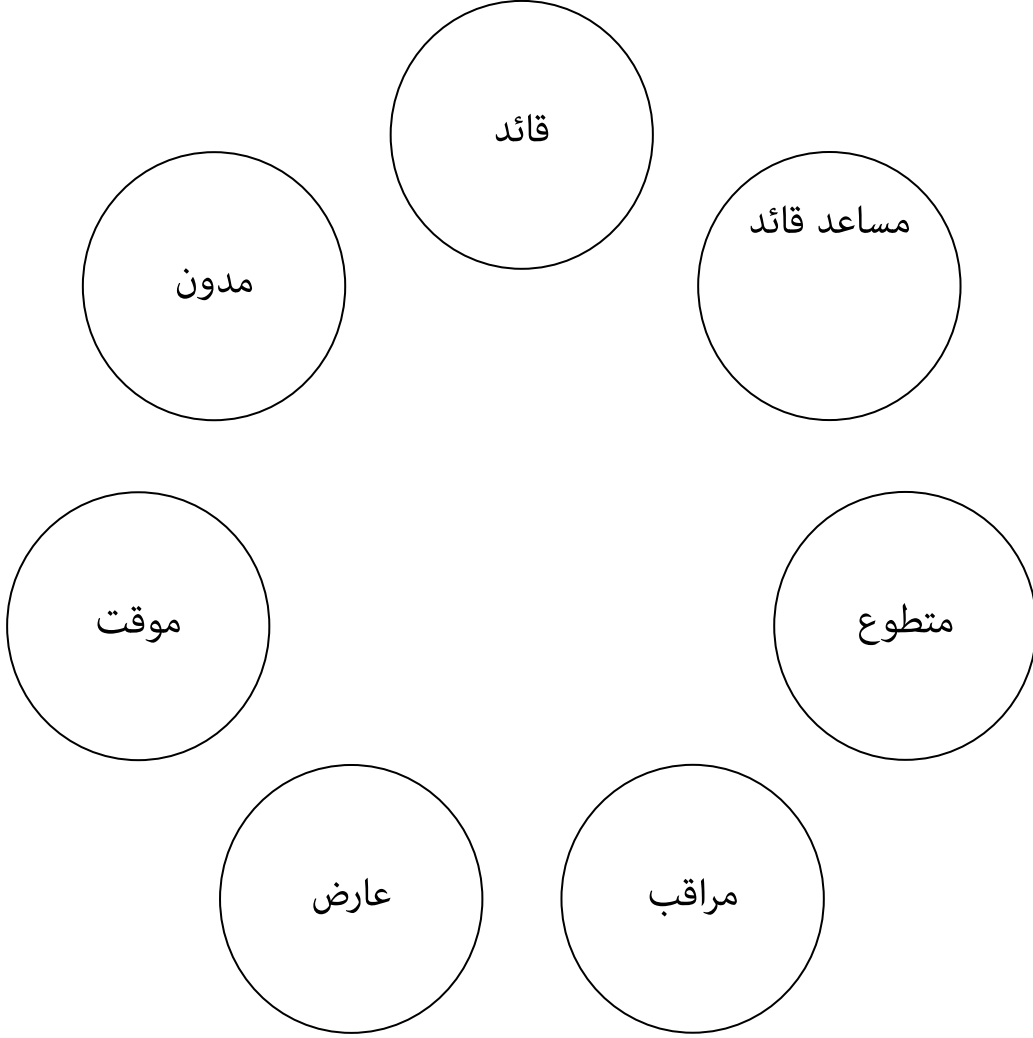 قائد
مساعد قائد
مدون
موقت
متطوع
عارض
مراقب